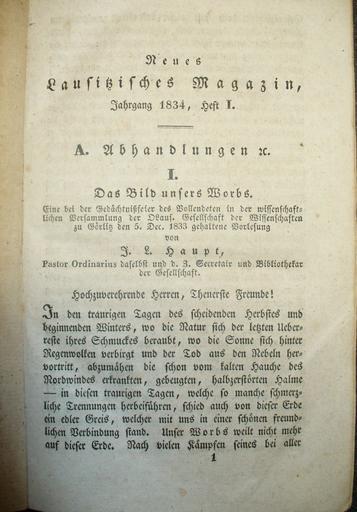 Neues
Lausitzisches Magazin,
Jahrgang 1834, Heft I.
A. Abhandlungen ꝛc.
I.
Das Bild unsers Worbs.
Eine bei der Gedächtnißfeier des Vollendeten in der wissenschaft-
lichen Versammlung der OLaus. Gesellschaft der Wissenschaften
zu Görlitz den 5. Dec. 1833 gehaltene Vorlesung
von
J. L. Haupt,
Pastor Ordinarius daselbst und d. Z. Secretair und Bibliothekar
der Gesellschaft.
Hochzuverehrende Herren, Theuerste Freunde!
In den traurigen Tagen des scheidenden Herbstes und
beginnenden Winters, wo die Natur sich der letzten Ueber-
reste ihres Schmuckes beraubt, wo die Sonne sich hinter
Regenwolken verbirgt und der Tod aus den Nebeln her-
vortritt, abzumähen die schon vom kalten Hauche des
Nordwindes erkrankten, gebeugten, halbzerstörten Halme
— in diesen traurigen Tagen, welche so manche schmerz-
liche Trennungen herbeiführen, schied auch von dieser Erde
ein edler Greis, welcher mit uns in einer schönen freund-
lichen Verbindung stand. Unser Worbs weilt nicht mehr
auf dieser Erde. Nach vielen Kämpfen seines bei aller
1